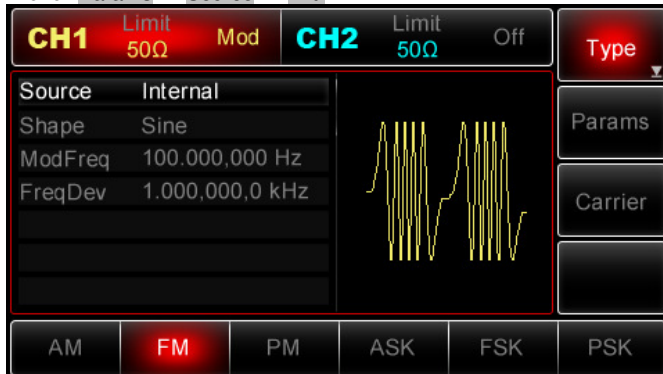 CH1 Limit 50Ω Mod CH2 Limit 50Ω Off
Type
Source Internal
Shape Sine
ModFreq 100.000,000 Hz
FreqDev 1.000,000,0 kHz
Params
Carrier
AM FM PM ASK FSK PSK